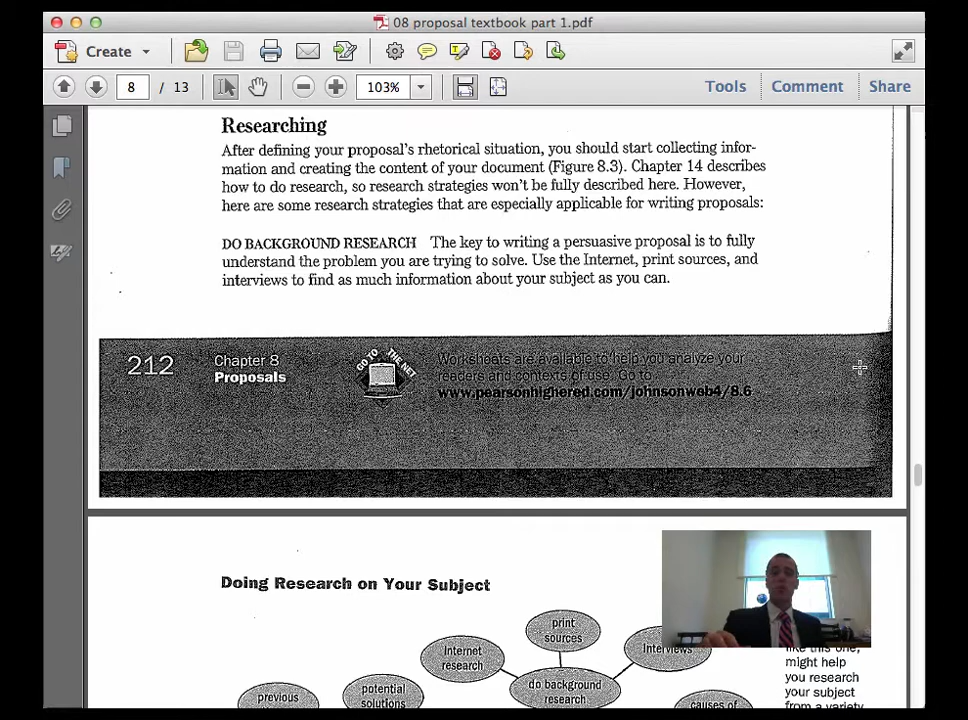 08 proposal textbook part 1.pdf
Create
8 / 13
103%
Tools
Comment
Share
Researching
After defining your proposal's rhetorical situation, you should start collecting infor-
mation and creating the content of your document (Figure 8.3). Chapter 14 describes
how to do research, so research strategies won't be fully described here. However,
here are some research strategies that are especially applicable for writing proposals:
DO BACKGROUND RESEARCH The key to writing a persuasive proposal is to fully
understand the problem you are trying to solve. Use the Internet, print sources, and
interviews to find as much information about your subject as you can.
212
Chapter 8
Proposals
GO TO THE NET
Worksheets are available to help you analyze your
readers and contexts of use. Go to
www.pearsonhighered.com/johnsonweb4/8.6
Doing Research on Your Subject
print
sources
Internet
research
Interviews
do background
research
previous
potential
solutions
causes of
like this one,
might help
you research
your subject
from a variety